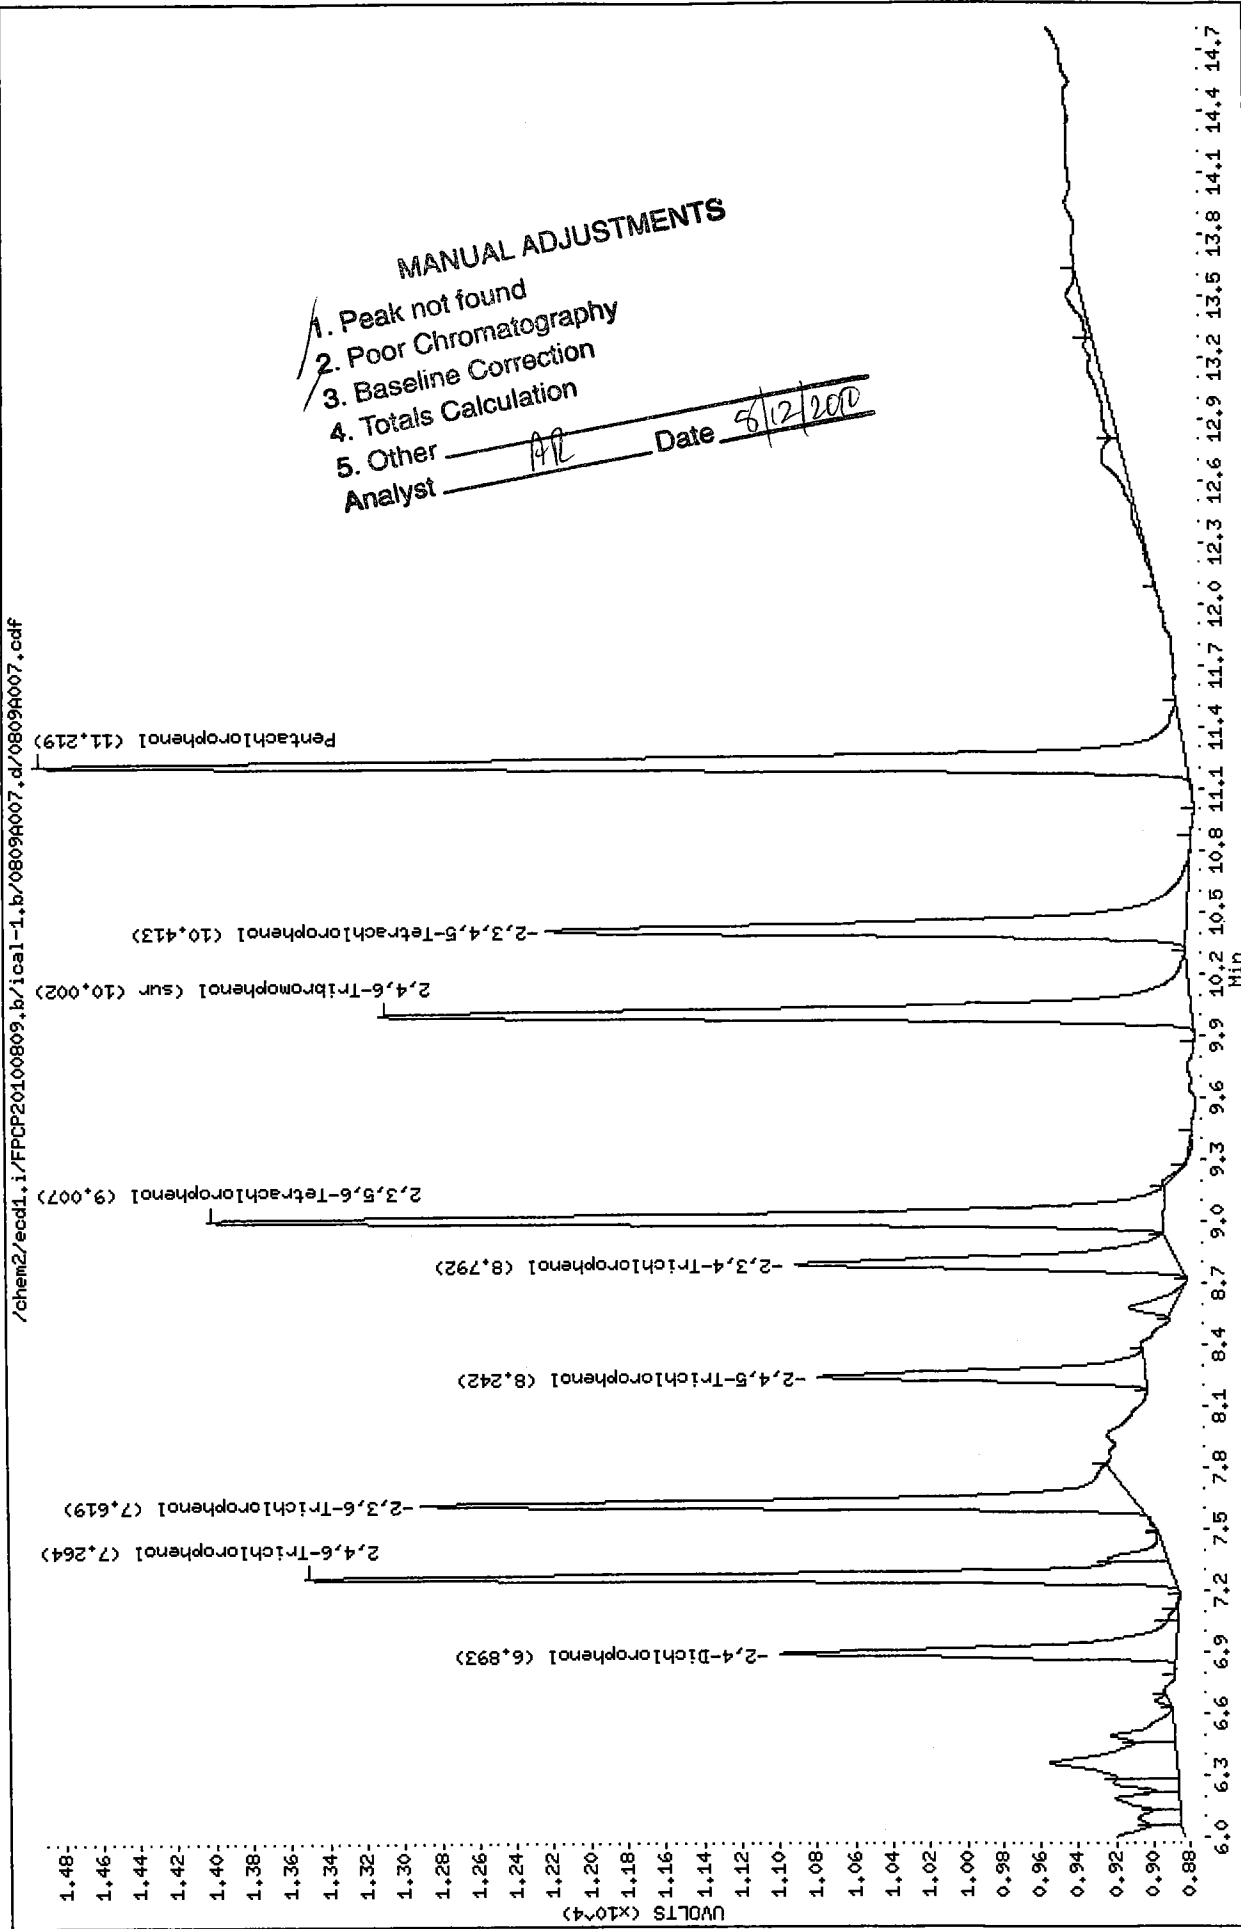 /chem2/ecd1.i/FPCP20100809.b/ical-1.b/0809A007.d/0809A007.cdf
UVOLTS (x10^4)
1.48
1.46
1.44
1.42
1.40
1.38
1.36
1.34
1.32
1.30
1.28
1.26
1.24
1.22
1.20
1.18
1.16
1.14
1.12
1.10
1.08
1.06
1.04
1.02
1.00
0.98
0.96
0.94
0.92
0.90
0.88
-2,4-Dichlorophenol (6.893)
2,4,6-Trichlorophenol (7.264)
-2,3,6-Trichlorophenol (7.619)
-2,4,5-Trichlorophenol (8.242)
-2,3,4-Trichlorophenol (8.792)
2,3,5,6-Tetrachlorophenol (9.007)
2,4,6-Tribromophenol (sur (10.002)
-2,3,4,5-Tetrachlorophenol (10.413)
Pentachlorophenol (11.219)
MANUAL ADJUSTMENTS
1. Peak not found
2. Poor Chromatography
3. Baseline Correction
4. Totals Calculation
5. Other
Analyst AR Date 8/12/2010
6.0 6.3 6.6 6.9 7.2 7.5 7.8 8.1 8.4 8.7 9.0 9.3 9.6 9.9 10.2 10.5 10.8 11.1 11.4 11.7 12.0 12.3 12.6 12.9 13.2 13.5 13.8 14.1 14.4 14.7
Min